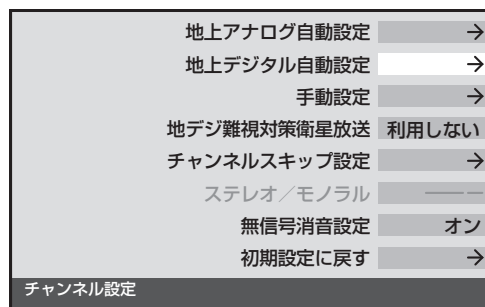 地上アナログ自動設定 →
地上デジタル自動設定 →
手動設定 →
地デジ難視対策衛星放送 利用しない
チャンネルスキップ設定 →
ステレオ／モノラル ――－
無信号消音設定 オン
初期設定に戻す →
チャンネル設定